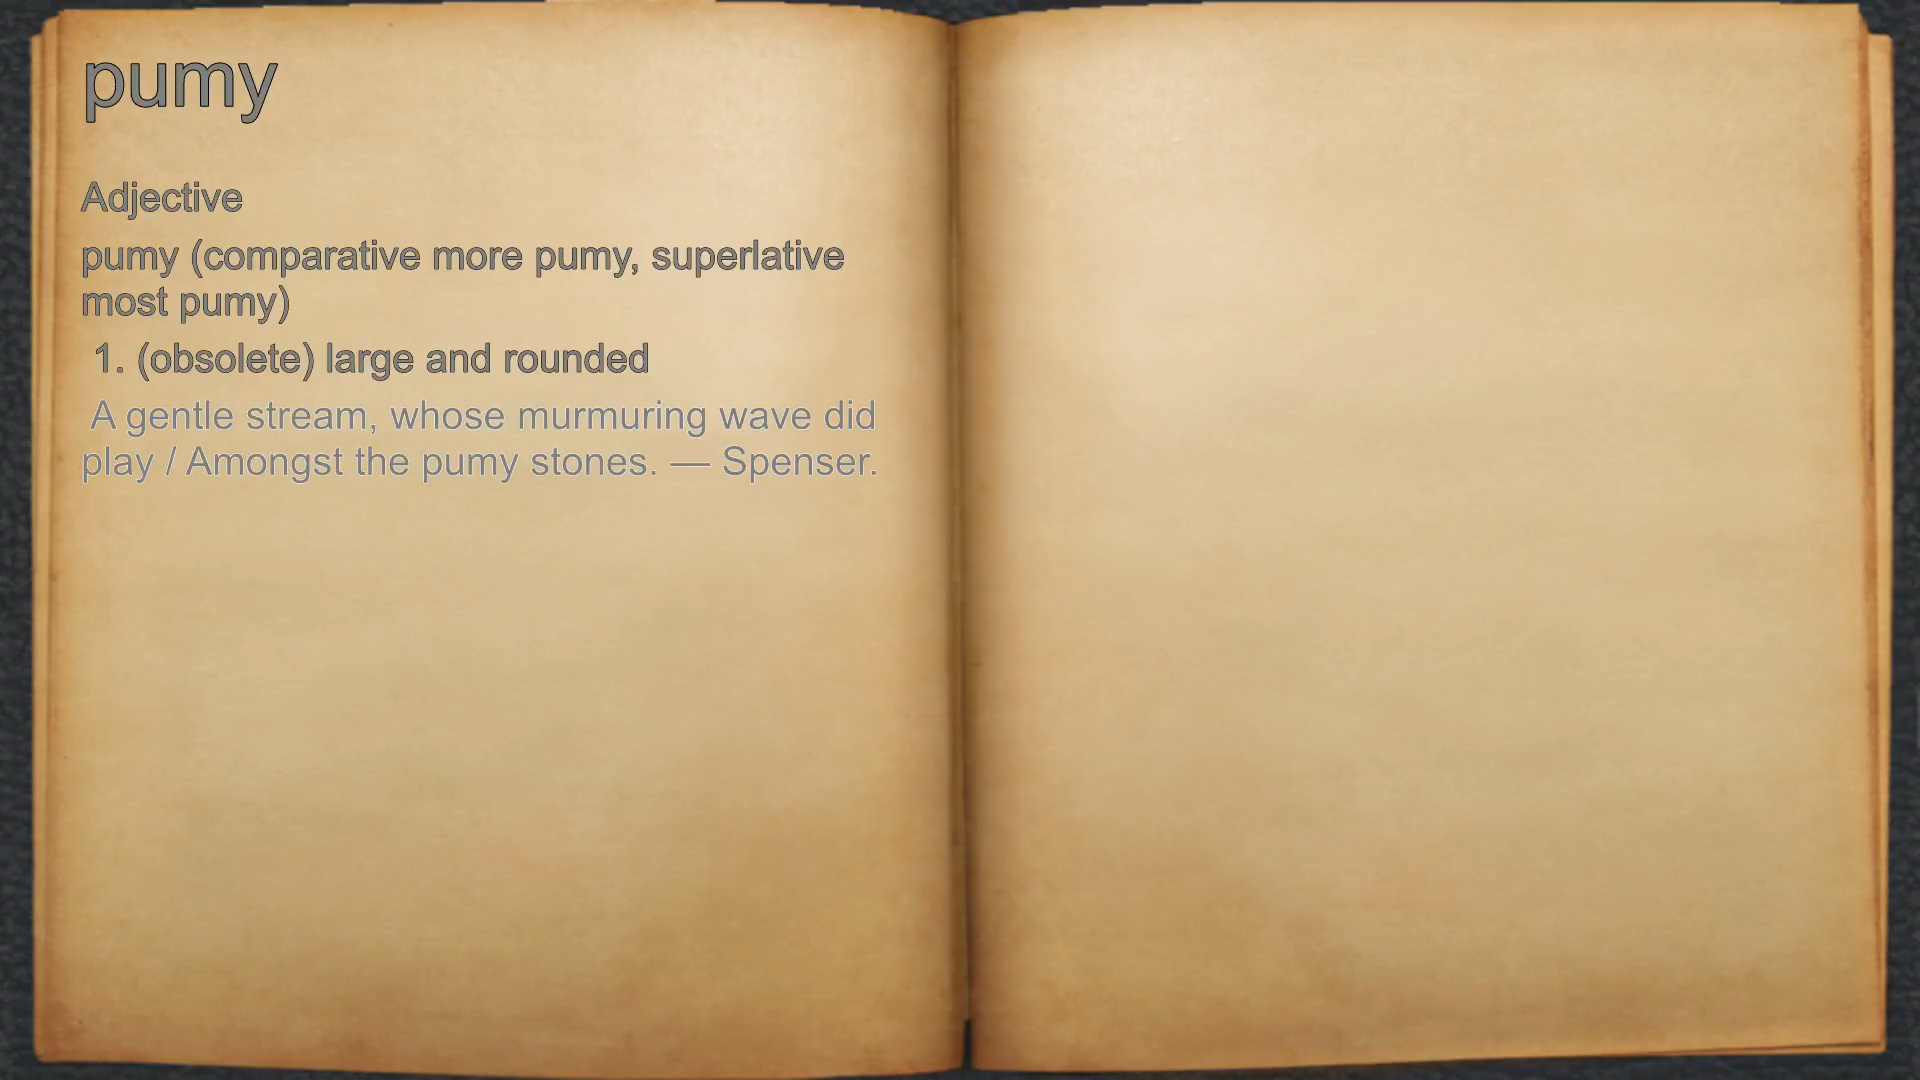 pumy
Adjective
pumy (comparative more pumy, superlative
most pumy)
1. (obsolete) large and rounded
A gentle stream, whose murmuring wave did
play / Amongst the pumy stones. — Spenser.